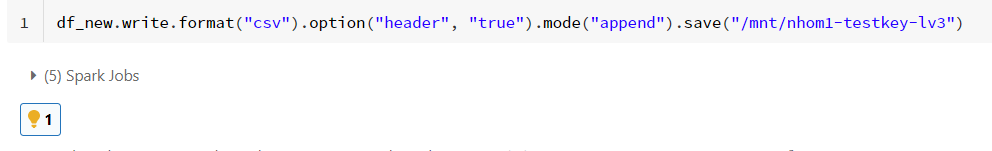 1 df_new.write.format("csv").option("header", "true").mode("append").save("/mnt/nhom1-testkey-lv3")
(5) Spark Jobs
1